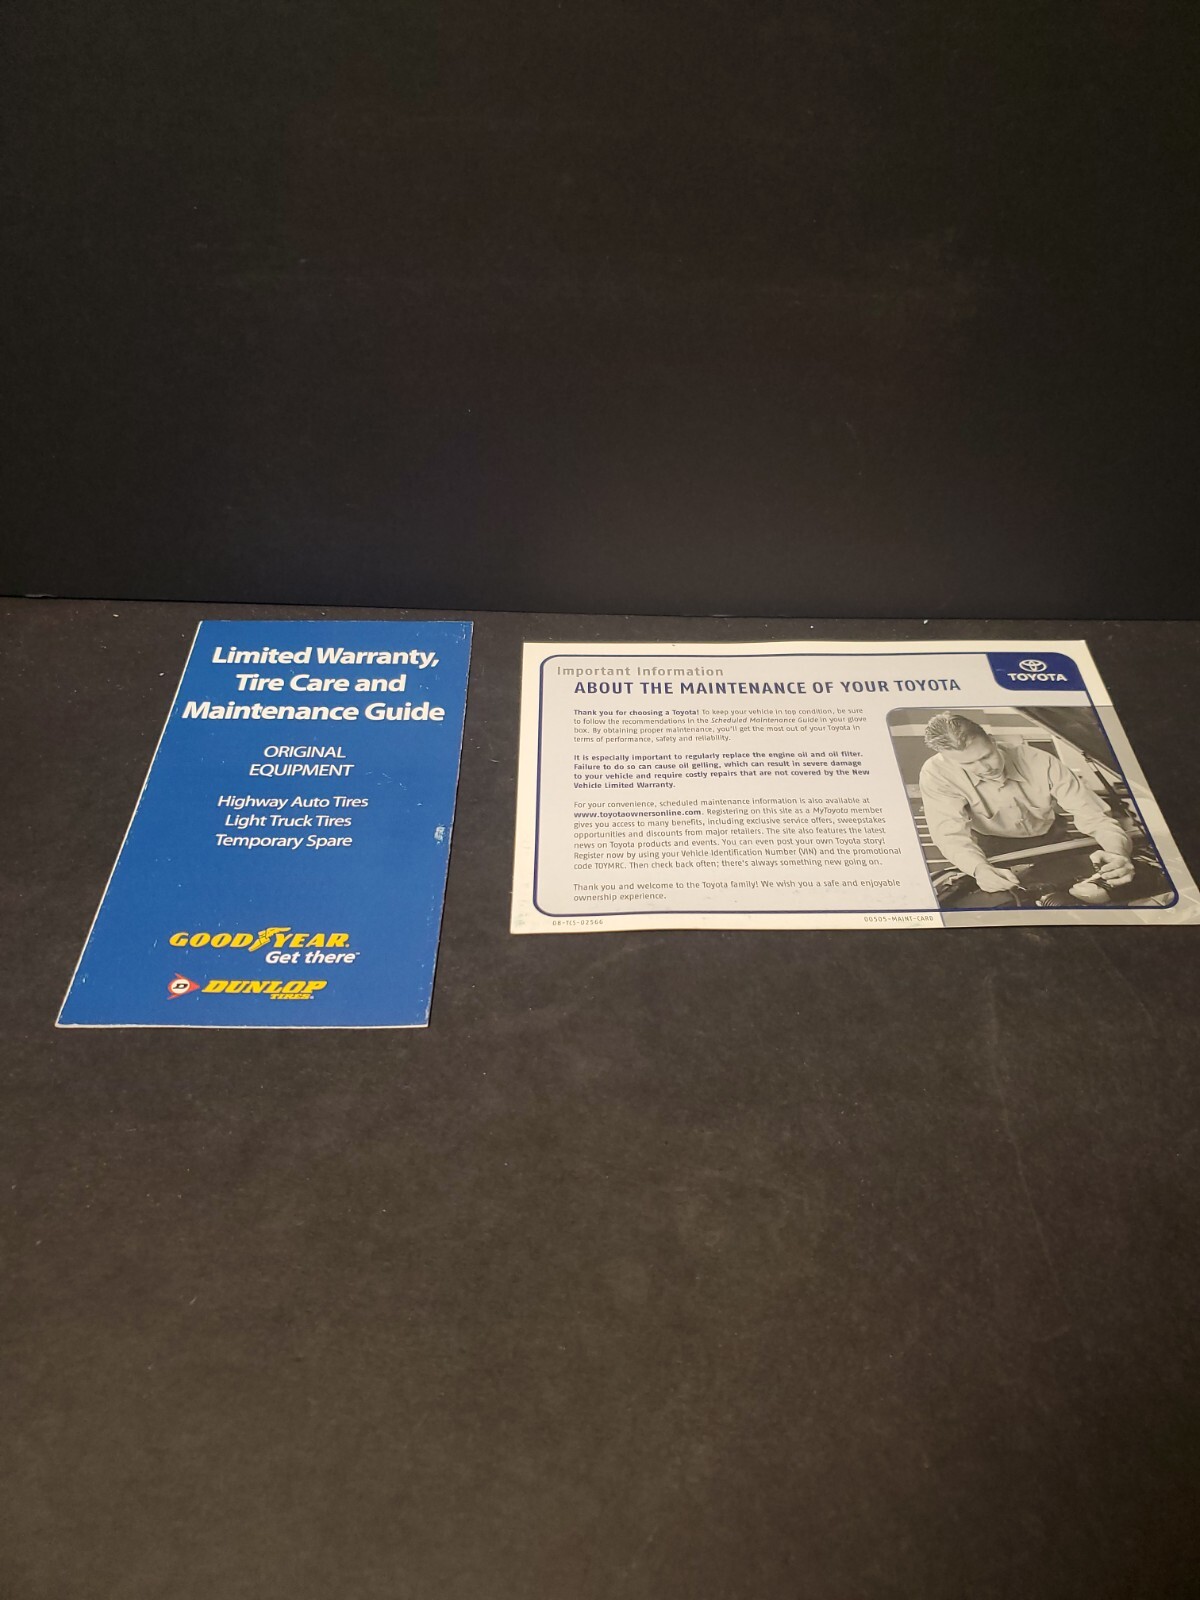 Limited Warranty,
Tire Care and
Maintenance Guide
ORIGINAL
EQUIPMENT
Highway Auto Tires
Light Truck Tires
Temporary Spare
GOODYEAR
Get there
D DUNLOP
TIRES
Important Information
ABOUT THE MAINTENANCE OF YOUR TOYOTA
TOYOTA
Thank you for choosing a Toyota! To keep your vehicle in top condition, be sure
to follow the recommendations in the Scheduled Maintenance Guide in your glove
box. By obtaining proper maintenance, you'll get the most out of your Toyota in
terms of performance, safety and reliability.
It is especially important to regularly replace the engine oil and oil filter.
Failure to do so can cause oil gelling, which can result in severe damage
to your vehicle and require costly repairs that are not covered by the New
Vehicle Limited Warranty.
For your convenience, scheduled maintenance information is also available at
www.toyotaownersonline.com. Registering on this site as a MyToyota member
gives you access to many benefits, including exclusive service offers, sweepstakes
opportunities and discounts from major retailers. The site also features the latest
news on Toyota products and events. You can even post your own Toyota story!
Register now by using your Vehicle Identification Number (VIN) and the promotional
code TOYMRC. Then check back often; there's always something new going on.
Thank you and welcome to the Toyota family! We wish you a safe and enjoyable
ownership experience.
08-TCS-02566
00505-MAINT-CARD